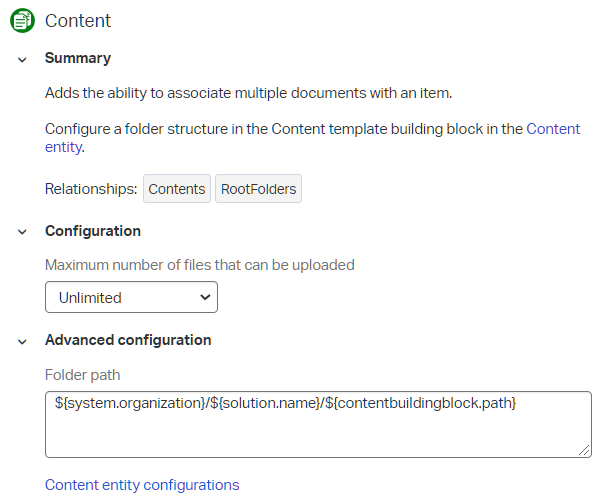 Content
Summary
Adds the ability to associate multiple documents with an item.
Configure a folder structure in the Content template building block in the Content
entity.
Relationships: Contents RootFolders
Configuration
Maximum number of files that can be uploaded
Unlimited
Advanced configuration
Folder path
${system.organization}/${solution.name}/${contentbuildingblock.path}
Content entity configurations